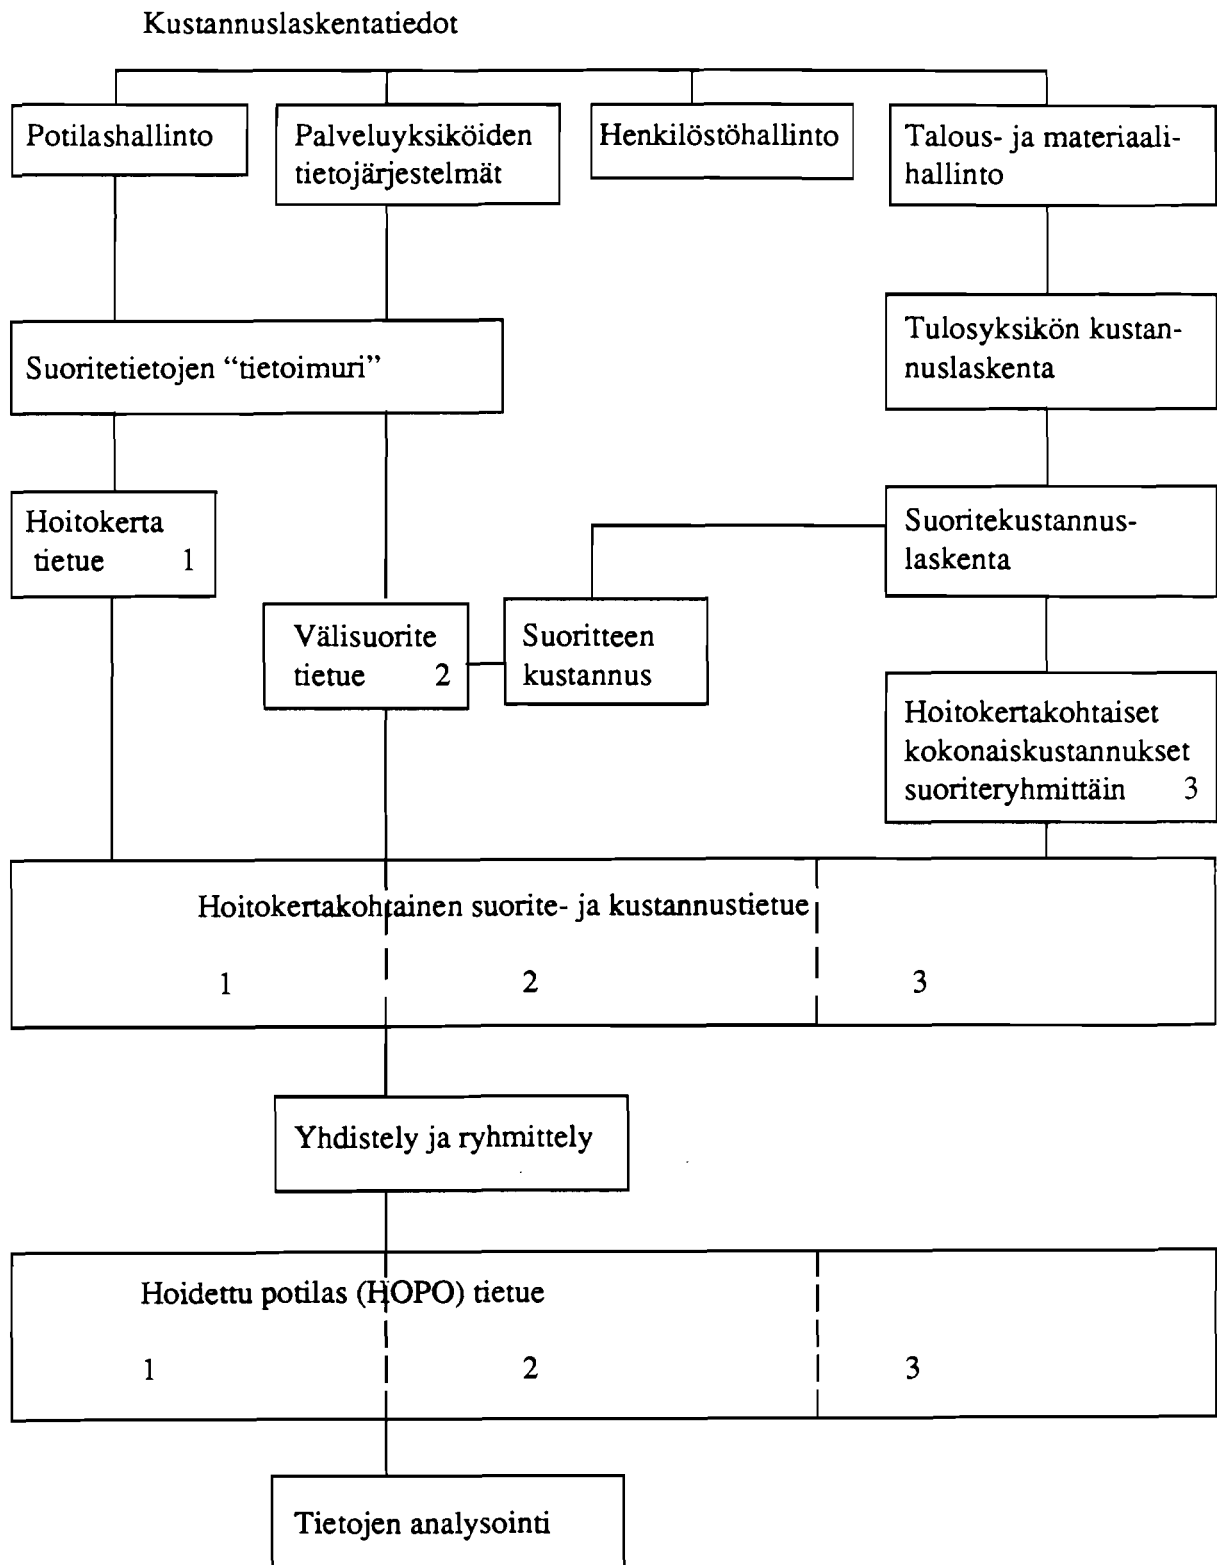 Kustannuslaskentatiedot
Potilashallinto
Palveluyksiköiden
tietojärjestelmät
Henkilöstöhallinto
Talous- ja materiaali-
hallinto
Suoritetietojen “tietoimuri”
Tulosyksikön kustan-
nuslaskenta
Hoitokerta
tietue 1
Suoritekustannus-
laskenta
Välisuorite
tietue 2
Suoritteen
kustannus
Hoitokertakohtaiset
kokonaiskustannukset
suoriteryhmittäin 3
Hoitokertakohtainen suorite- ja kustannustietue
1 2 3
Yhdistely ja ryhmittely
Hoidettu potilas (HOPO) tietue
1 2 3
Tietojen analysointi